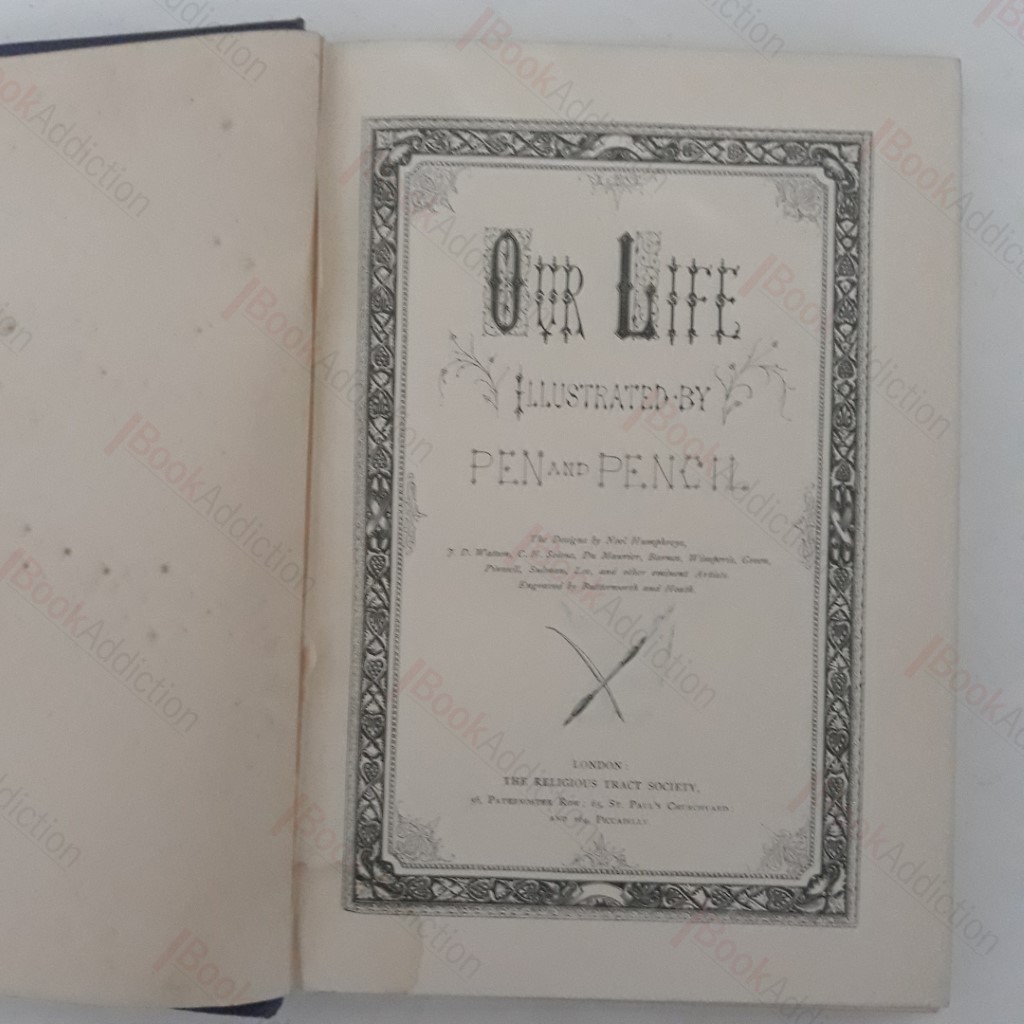 OUR LIFE
ILLUSTRATED·BY
PEN AND PENCIL.
The Designs by Noel Humphreys,
J. D. Watson, C. H. Selous, Du Maurier, Barnes, Wimperis, Green,
Pinwell, Sulman, Lee, and other eminent Artists.
Engraved by Butterworth and Heath.
LONDON:
THE RELIGIOUS TRACT SOCIETY,
56, PATERNOSTER ROW; 65, ST. PAUL'S CHURCHYARD;
AND 164, PICCADILLY.
BookAddiction